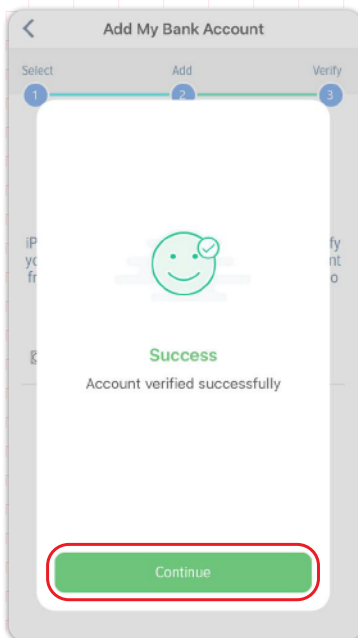 Add My Bank Account
Select Add Verify
1 2 3
Success
Account verified successfully
Continue